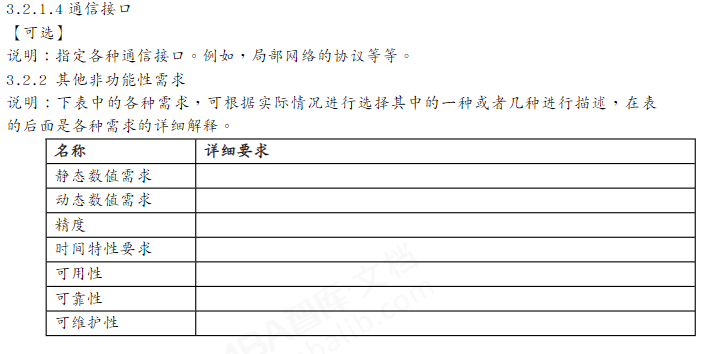 3.2.1.4 通信接口
【可选】
说明：指定各种通信接口。例如，局部网络的协议等等。
3.2.2 其他非功能性需求
说明：下表中的各种需求，可根据实际情况进行选择其中的一种或者几种进行描述，在表
的后面是各种需求的详细解释。
名称 详细要求
静态数值需求
动态数值需求
精度
时间特性要求
可用性
可靠性
可维护性